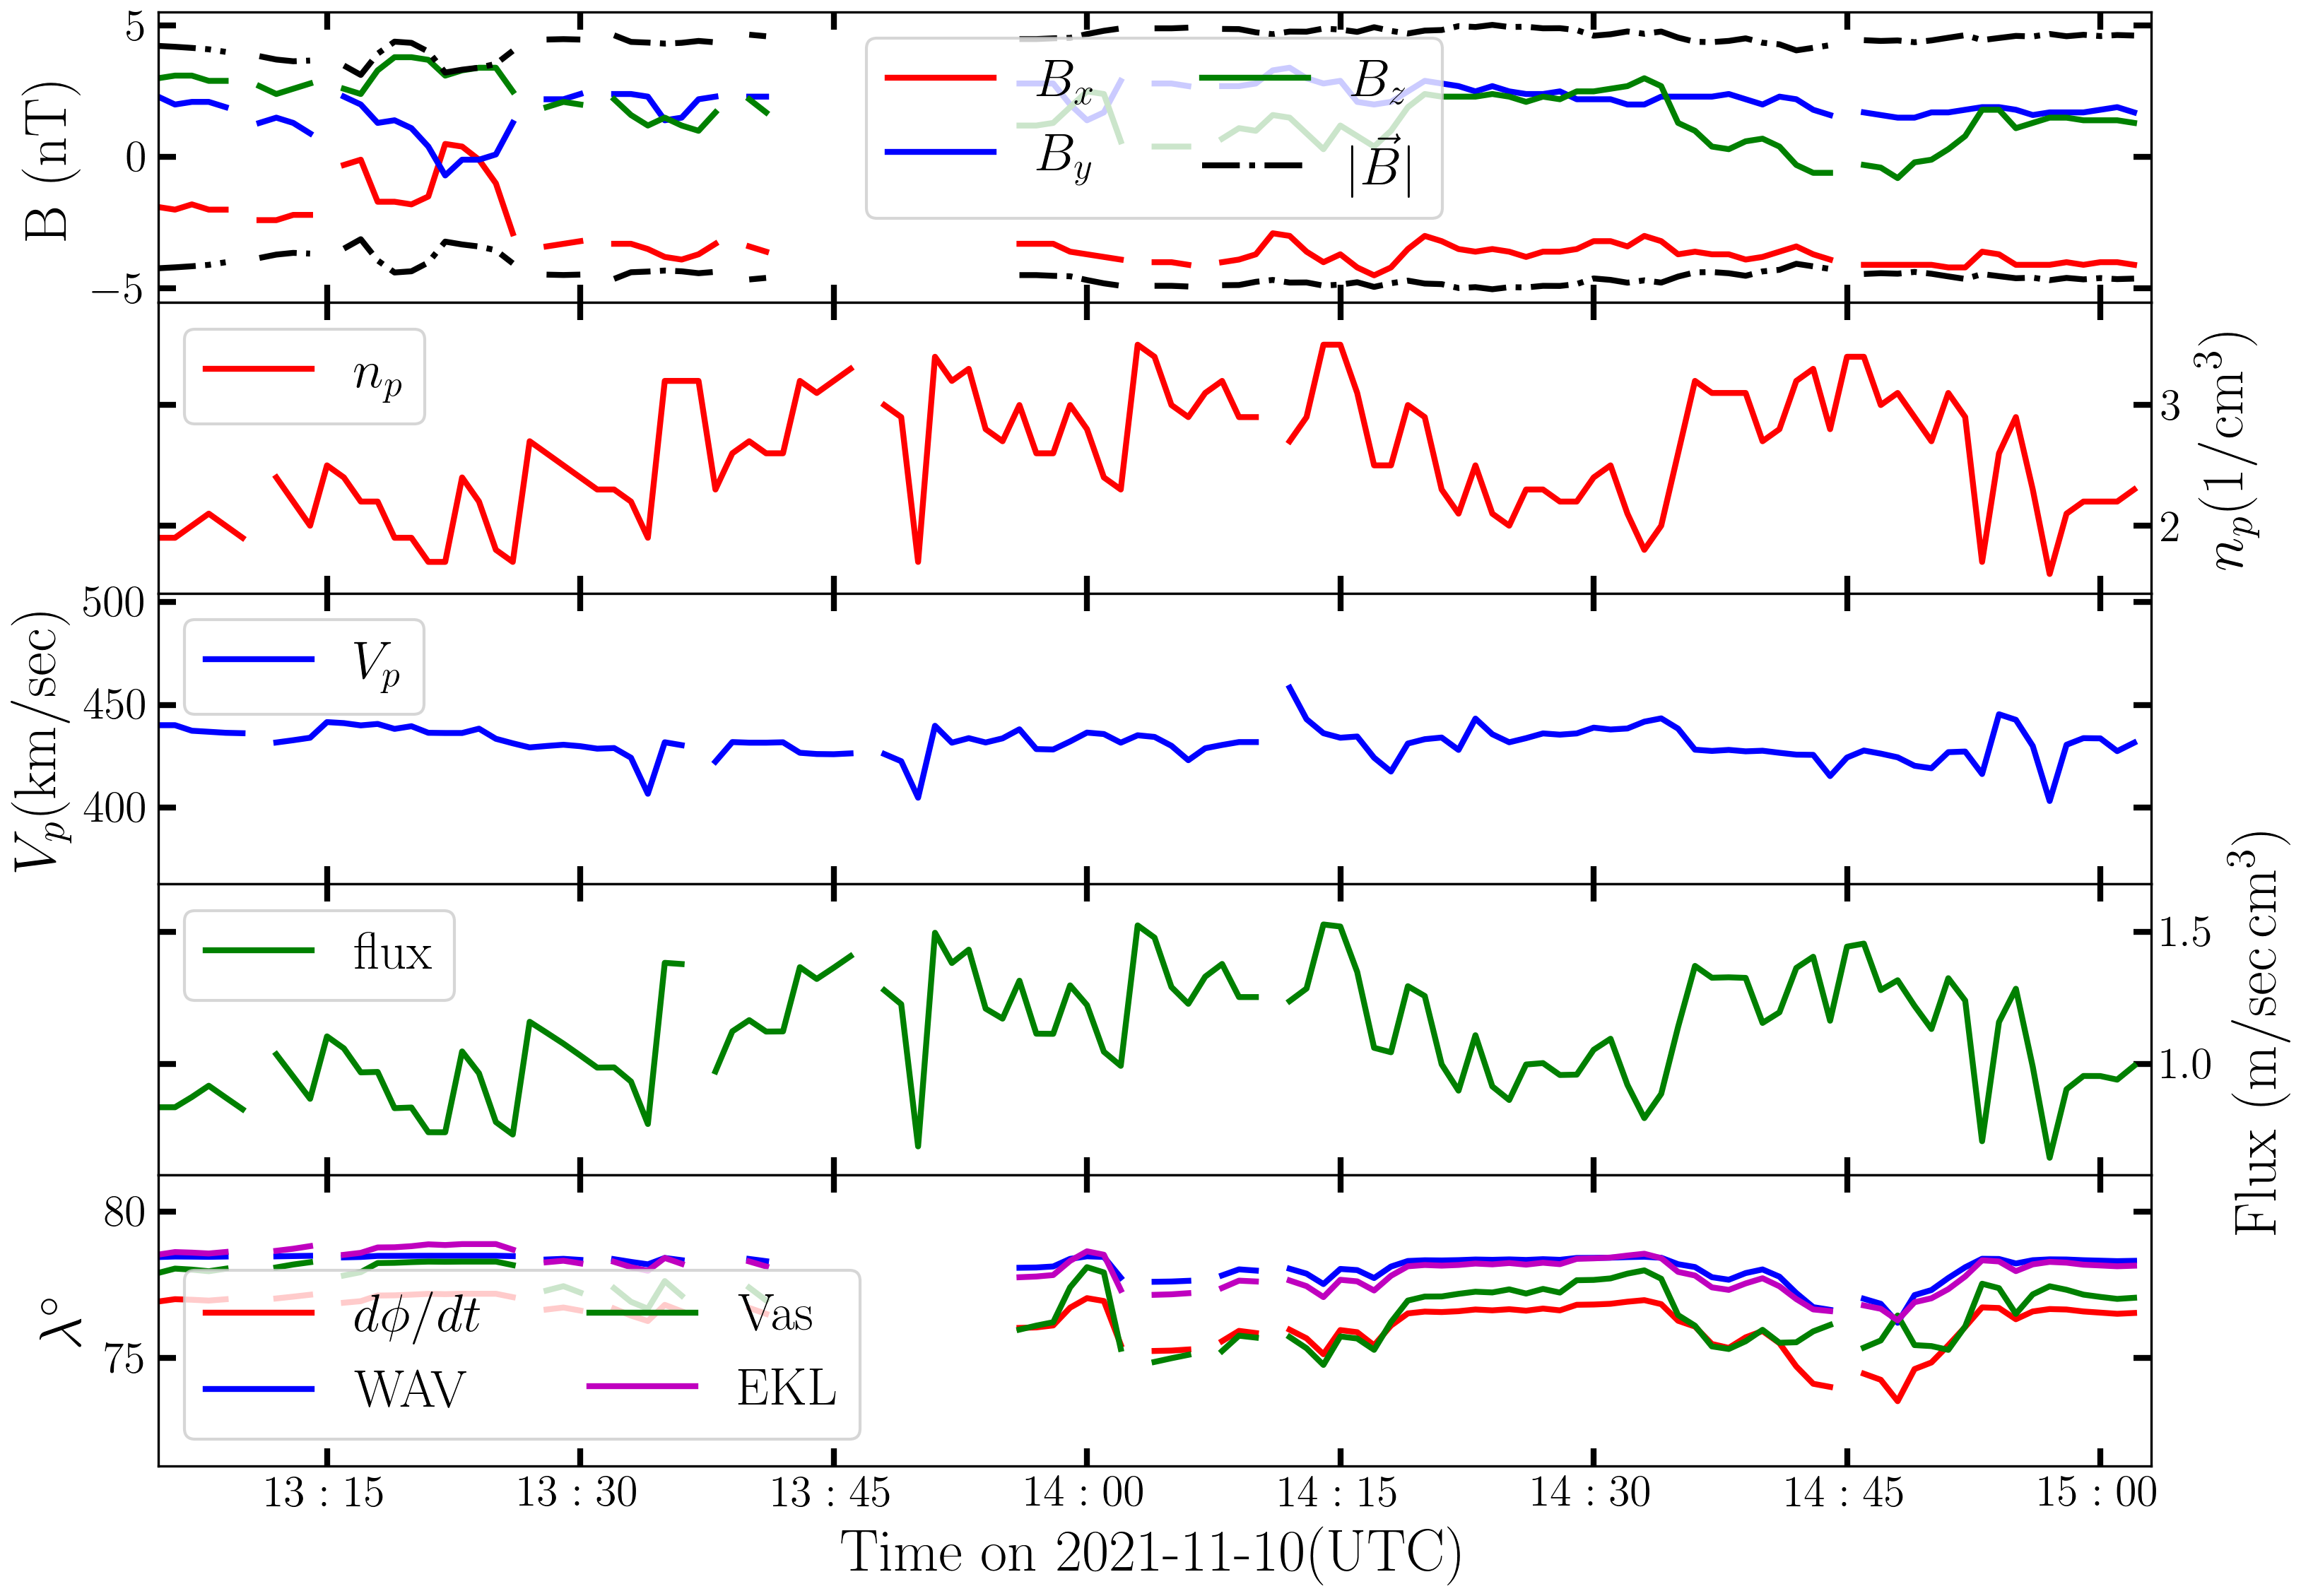 B (nT)
5
0
−5
B_x
B_y
B_z
|B⃗|
n_p
3
2
n_p(1/cm³)
V_p(km/sec)
500
450
400
V_p
flux
1.5
1.0
Flux (m/sec cm³)
λ°
80
75
dϕ/dt
WAV
Vas
EKL
13 : 15 13 : 30 13 : 45 14 : 00 14 : 15 14 : 30 14 : 45 15 : 00
Time on 2021-11-10(UTC)